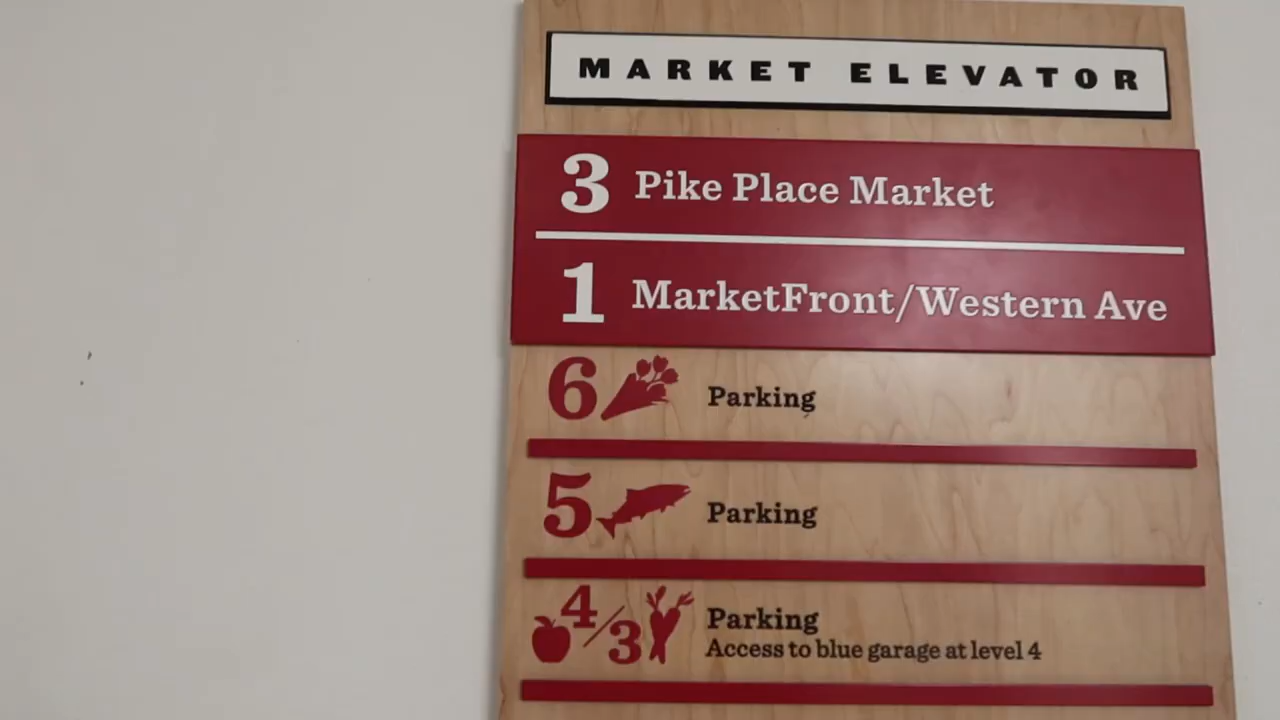 MARKET ELEVATOR
3 Pike Place Market
1 MarketFront/Western Ave
6 Parking
5 Parking
4/3 Parking
Access to blue garage at level 4